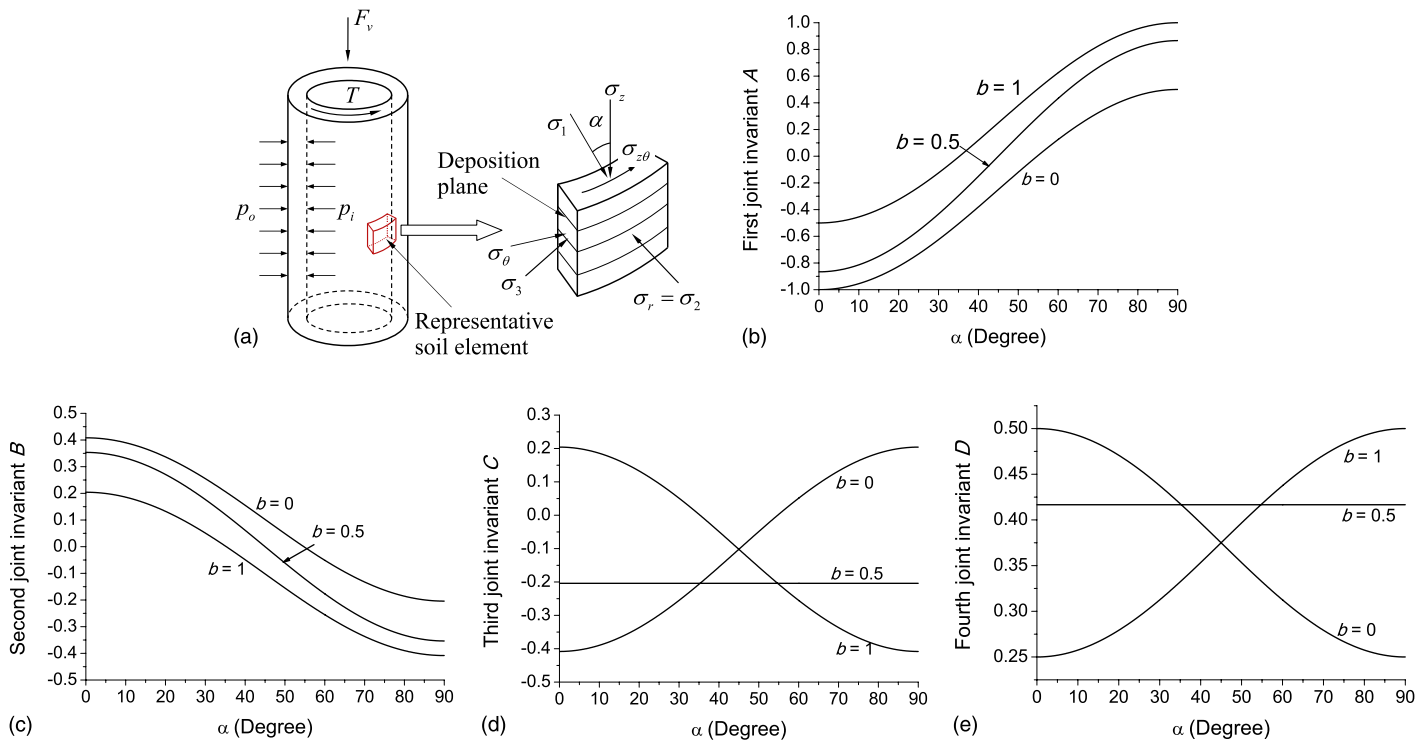 F_v
T
p_o
p_i
Representative
soil element
Deposition
plane
σ_z
σ_1
α
σ_zθ
σ_θ
σ_3
σ_r = σ_2
(a)
First joint invariant A
1.0
0.8
0.6
0.4
0.2
0.0
-0.2
-0.4
-0.6
-0.8
-1.0
b = 1
b = 0.5
b = 0
0 10 20 30 40 50 60 70 80 90
α (Degree)
(b)
Second joint invariant B
0.5
0.4
0.3
0.2
0.1
0.0
-0.1
-0.2
-0.3
-0.4
-0.5
b = 0
b = 0.5
b = 1
0 10 20 30 40 50 60 70 80 90
α (Degree)
(c)
Third joint invariant C
0.3
0.2
0.1
0.0
-0.1
-0.2
-0.3
-0.4
-0.5
b = 0
b = 0.5
b = 1
0 10 20 30 40 50 60 70 80 90
α (Degree)
(d)
Fourth joint invariant D
0.50
0.45
0.40
0.35
0.30
0.25
b = 1
b = 0.5
b = 0
0 10 20 30 40 50 60 70 80 90
α (Degree)
(e)